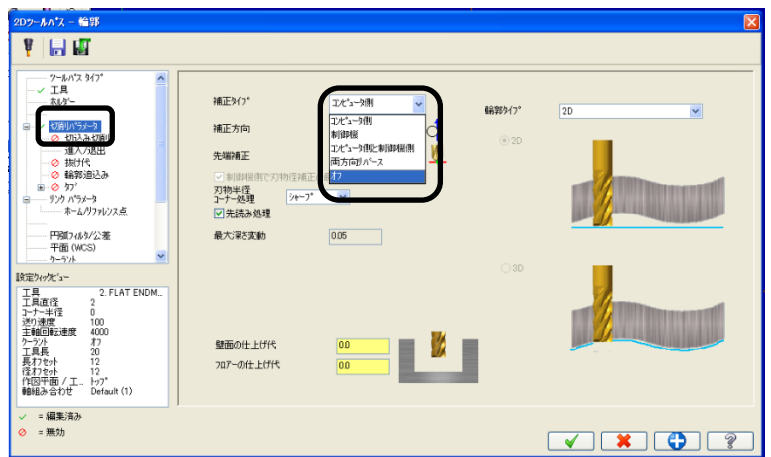 2Dツールパス - 輪郭
ツールパス タイプ
工具
ホルダー
切削パラメータ
切込み切削
進入/退出
抜け代
輪郭追込み
タブ
リンク パラメータ
ホーム/リファレンス点
円弧フィルタ/公差
平面 (WCS)
クーラント
設定クィックビュー
工具 2. FLAT ENDM...
工具直径 2
コーナー半径 0
送り速度 100
主軸回転速度 4000
クーラント オフ
工具長 20
長オフセット 12
径オフセット 12
作図平面 / エ... トップ
軸組み合わせ Default (1)
= 編集済み
= 無効
補正タイプ コンピュータ側
コンピュータ側
制御機
コンピュータ側と制御機側
両方向リバース
オフ
補正方向
先端補正
制御機側で刃物径補正の
刃物半径
コーナー処理 シャープ
先読み処理
最大深さ変動 0.05
壁面の仕上げ代 0.0
フロアーの仕上げ代 0.0
輪郭タイプ 2D
2D
3D